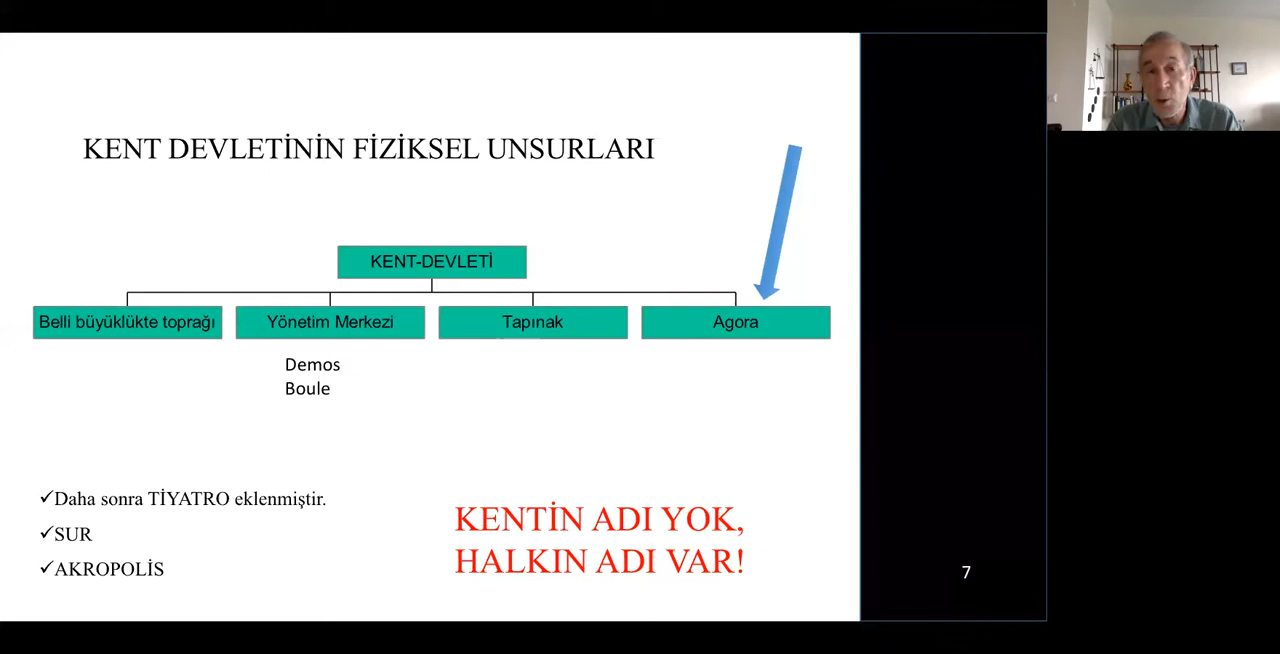 KENT DEVLETİNİN FİZİKSEL UNSURLARI
KENT-DEVLETİ
Belli büyüklükte toprağı
Yönetim Merkezi
Tapınak
Agora
Demos
Boule
✓Daha sonra TİYATRO eklenmiştir.
✓SUR
✓AKROPOLİS
KENTİN ADI YOK,
HALKIN ADI VAR!
7